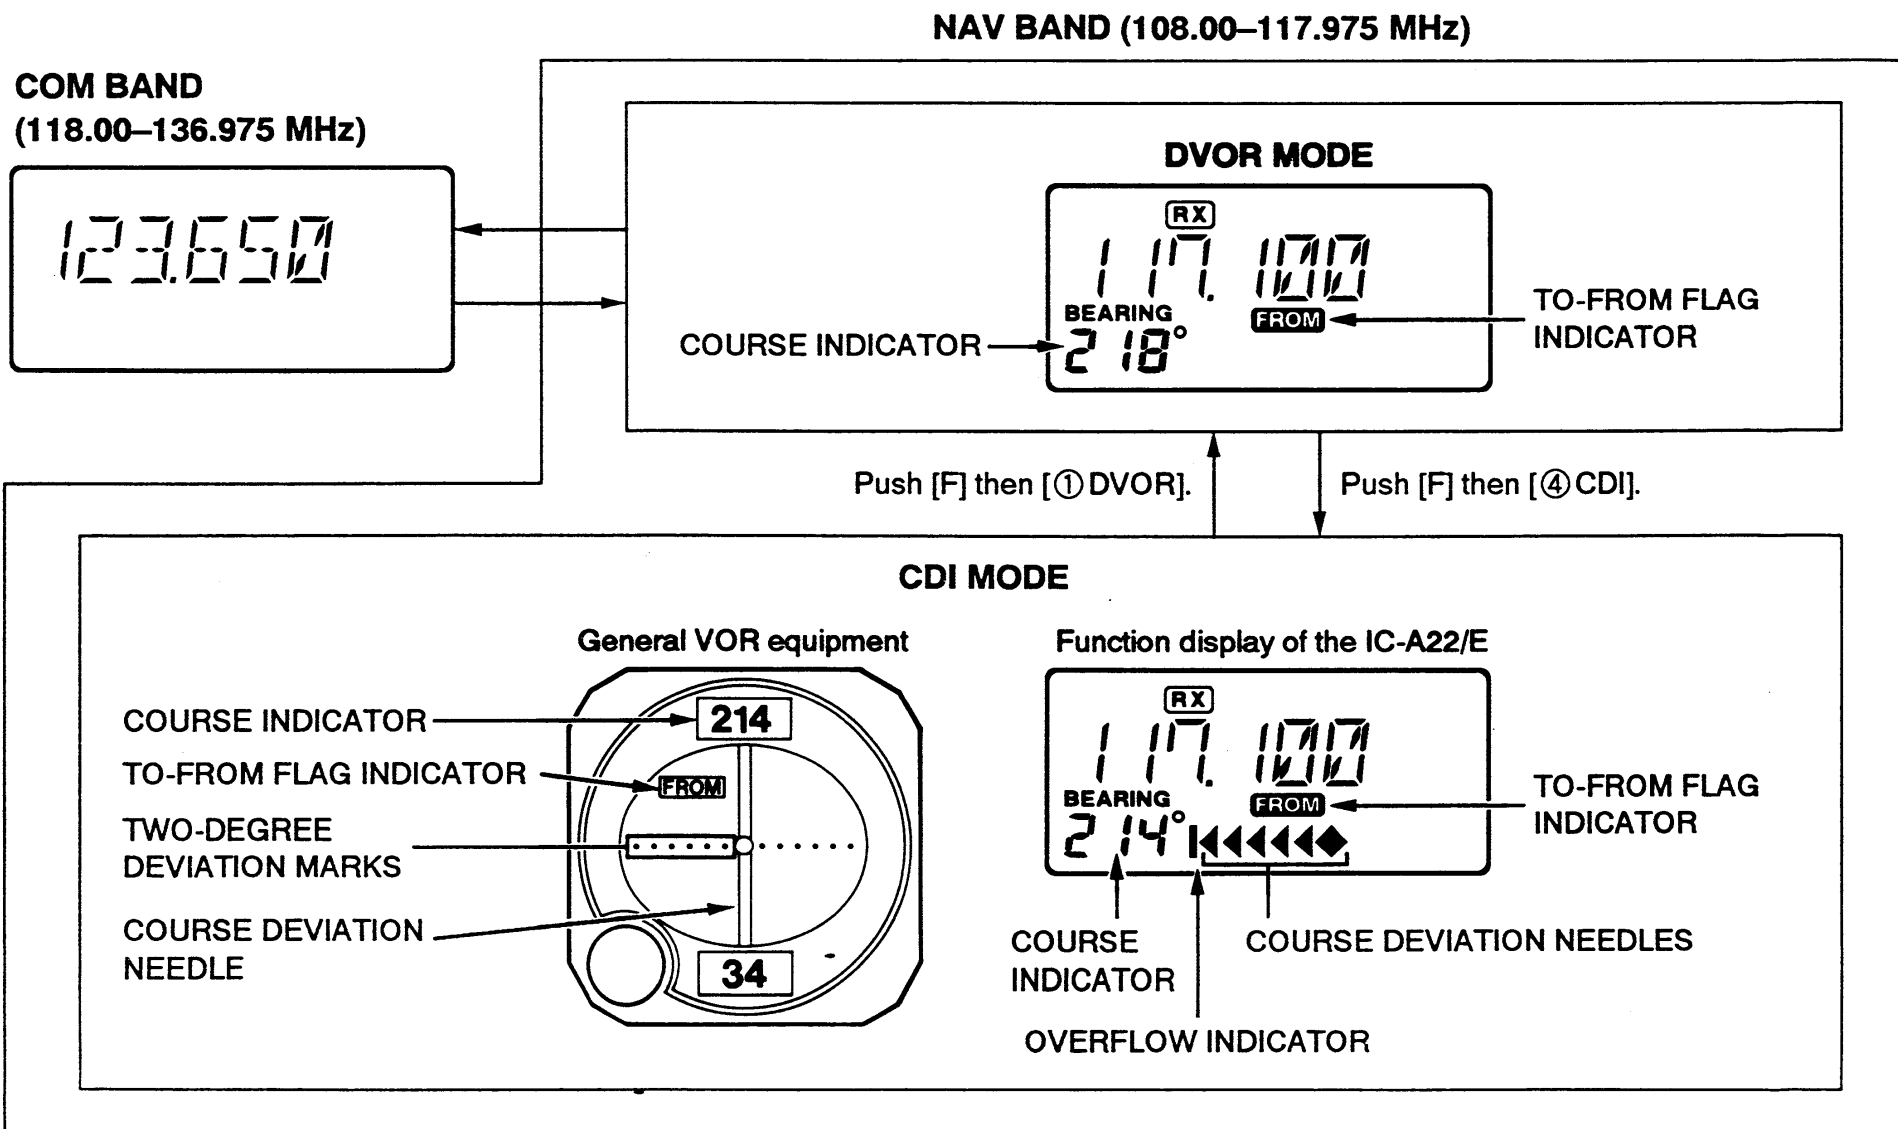 NAV BAND (108.00–117.975 MHz)
COM BAND
(118.00–136.975 MHz)
123.650
DVOR MODE
RX
117.100
BEARING
FROM
218°
COURSE INDICATOR
TO-FROM FLAG
INDICATOR
Push [F] then [① DVOR].
Push [F] then [④ CDI].
CDI MODE
General VOR equipment
COURSE INDICATOR
TO-FROM FLAG INDICATOR
TWO-DEGREE
DEVIATION MARKS
COURSE DEVIATION
NEEDLE
214
FROM
34
Function display of the IC-A22/E
RX
117.100
BEARING
FROM
214°
TO-FROM FLAG
INDICATOR
COURSE
INDICATOR
COURSE DEVIATION NEEDLES
OVERFLOW INDICATOR